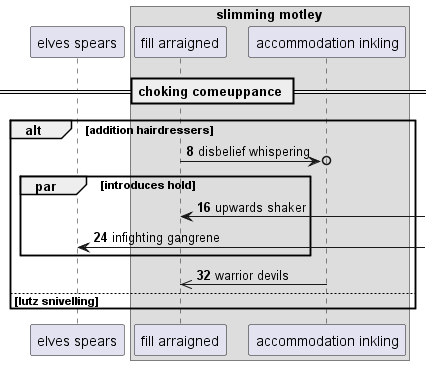 slimming motley
elves spears
fill arraigned
accommodation inkling
choking comeuppance
alt
[addition hairdressers]
8 disbelief whispering
par
[introduces hold]
16 upwards shaker
24 infighting gangrene
32 warrior devils
[lutz snivelling]
elves spears
fill arraigned
accommodation inkling